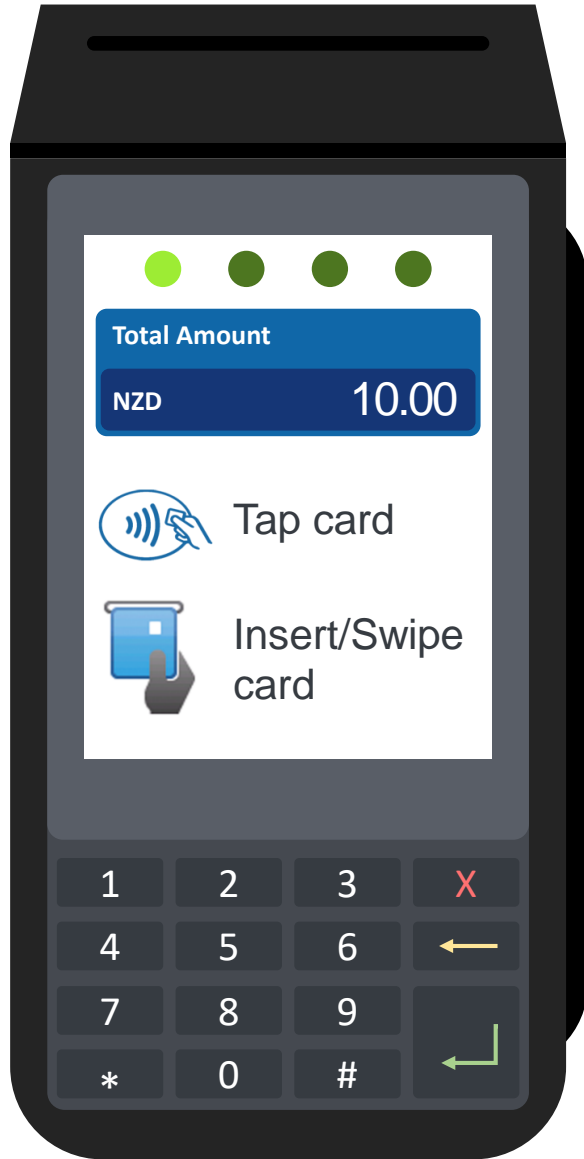 Total Amount
NZD 10.00
Tap card
Insert/Swipe
card
1 2 3 X
4 5 6
7 8 9
* 0 #